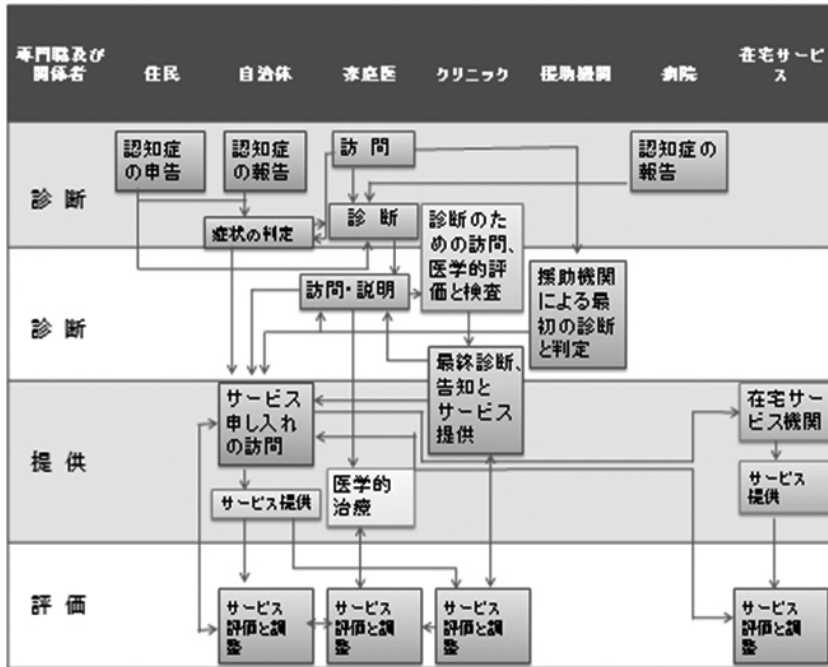 専門職及び
関係者
住民
自治体
家庭医
クリニック
援助機関
病院
在宅サービ
ス
診 断
認知症
の申告
認知症
の報告
訪 問
認知症の
報告
症状の判定
診 断
診断のた
めの訪問、
医学的評
価と検査
診 断
訪問・説明
援助機関
による最
初の診断
と判定
最終診断、
告知と
サービス
提供
提 供
サービス
申し入れ
の訪問
在宅サー
ビス機関
サービス提供
医学的
治療
サービス
提供
評 価
サービス
評価と調
整
サービス
評価と調
整
サービス
評価と調
整
サービス
評価と調
整